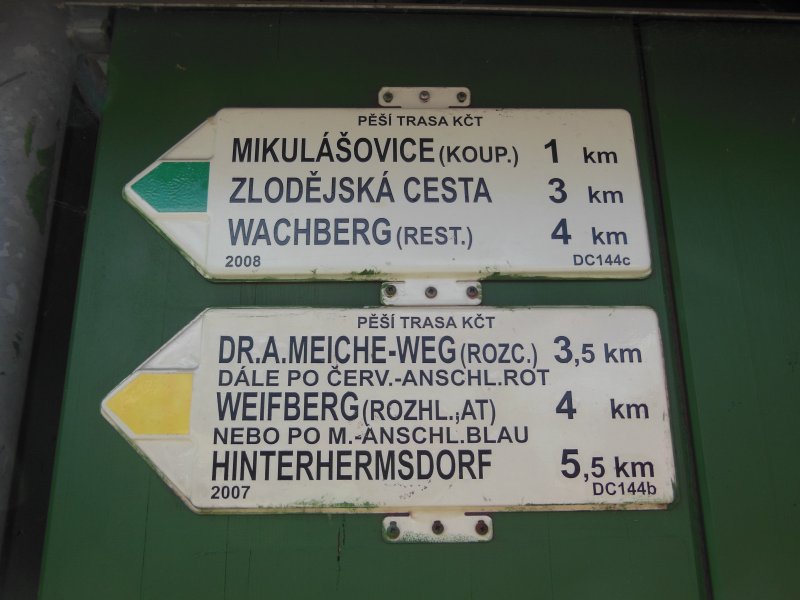 PĚŠÍ TRASA KČT
MIKULÁŠOVICE (KOUP.) 1 km
ZLODĚJSKÁ CESTA 3 km
WACHBERG (REST.) 4 km
2008 DC144c
PĚŠÍ TRASA KČT
DR.A.MEICHE-WEG (ROZC.) 3,5 km
DÁLE PO ČERV.-ANSCHL.ROT
WEIFBERG (ROZHL.,AT) 4 km
NEBO PO M.-ANSCHL.BLAU
HINTERHERMSDORF 5,5 km
2007 DC144b